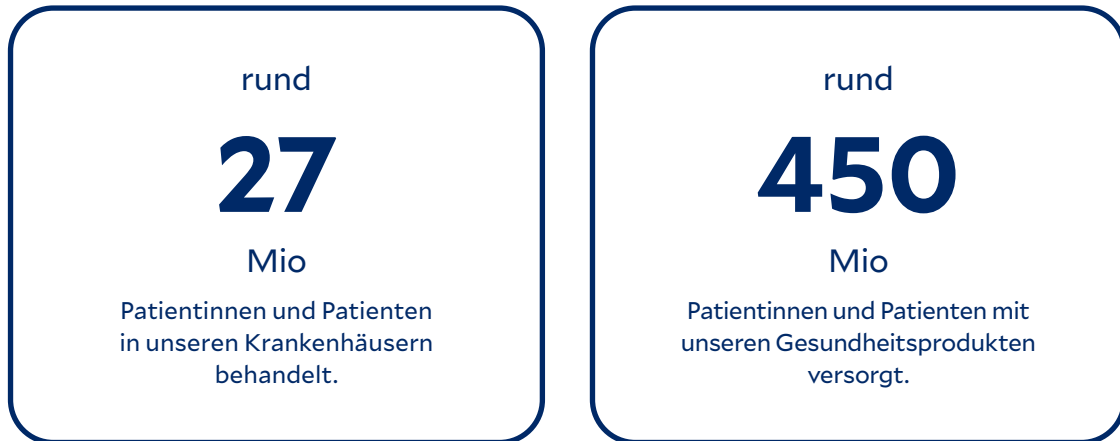 rund
27
Mio
Patientinnen und Patienten
in unseren Krankenhäusern
behandelt.
rund
450
Mio
Patientinnen und Patienten mit
unseren Gesundheitsprodukten
versorgt.